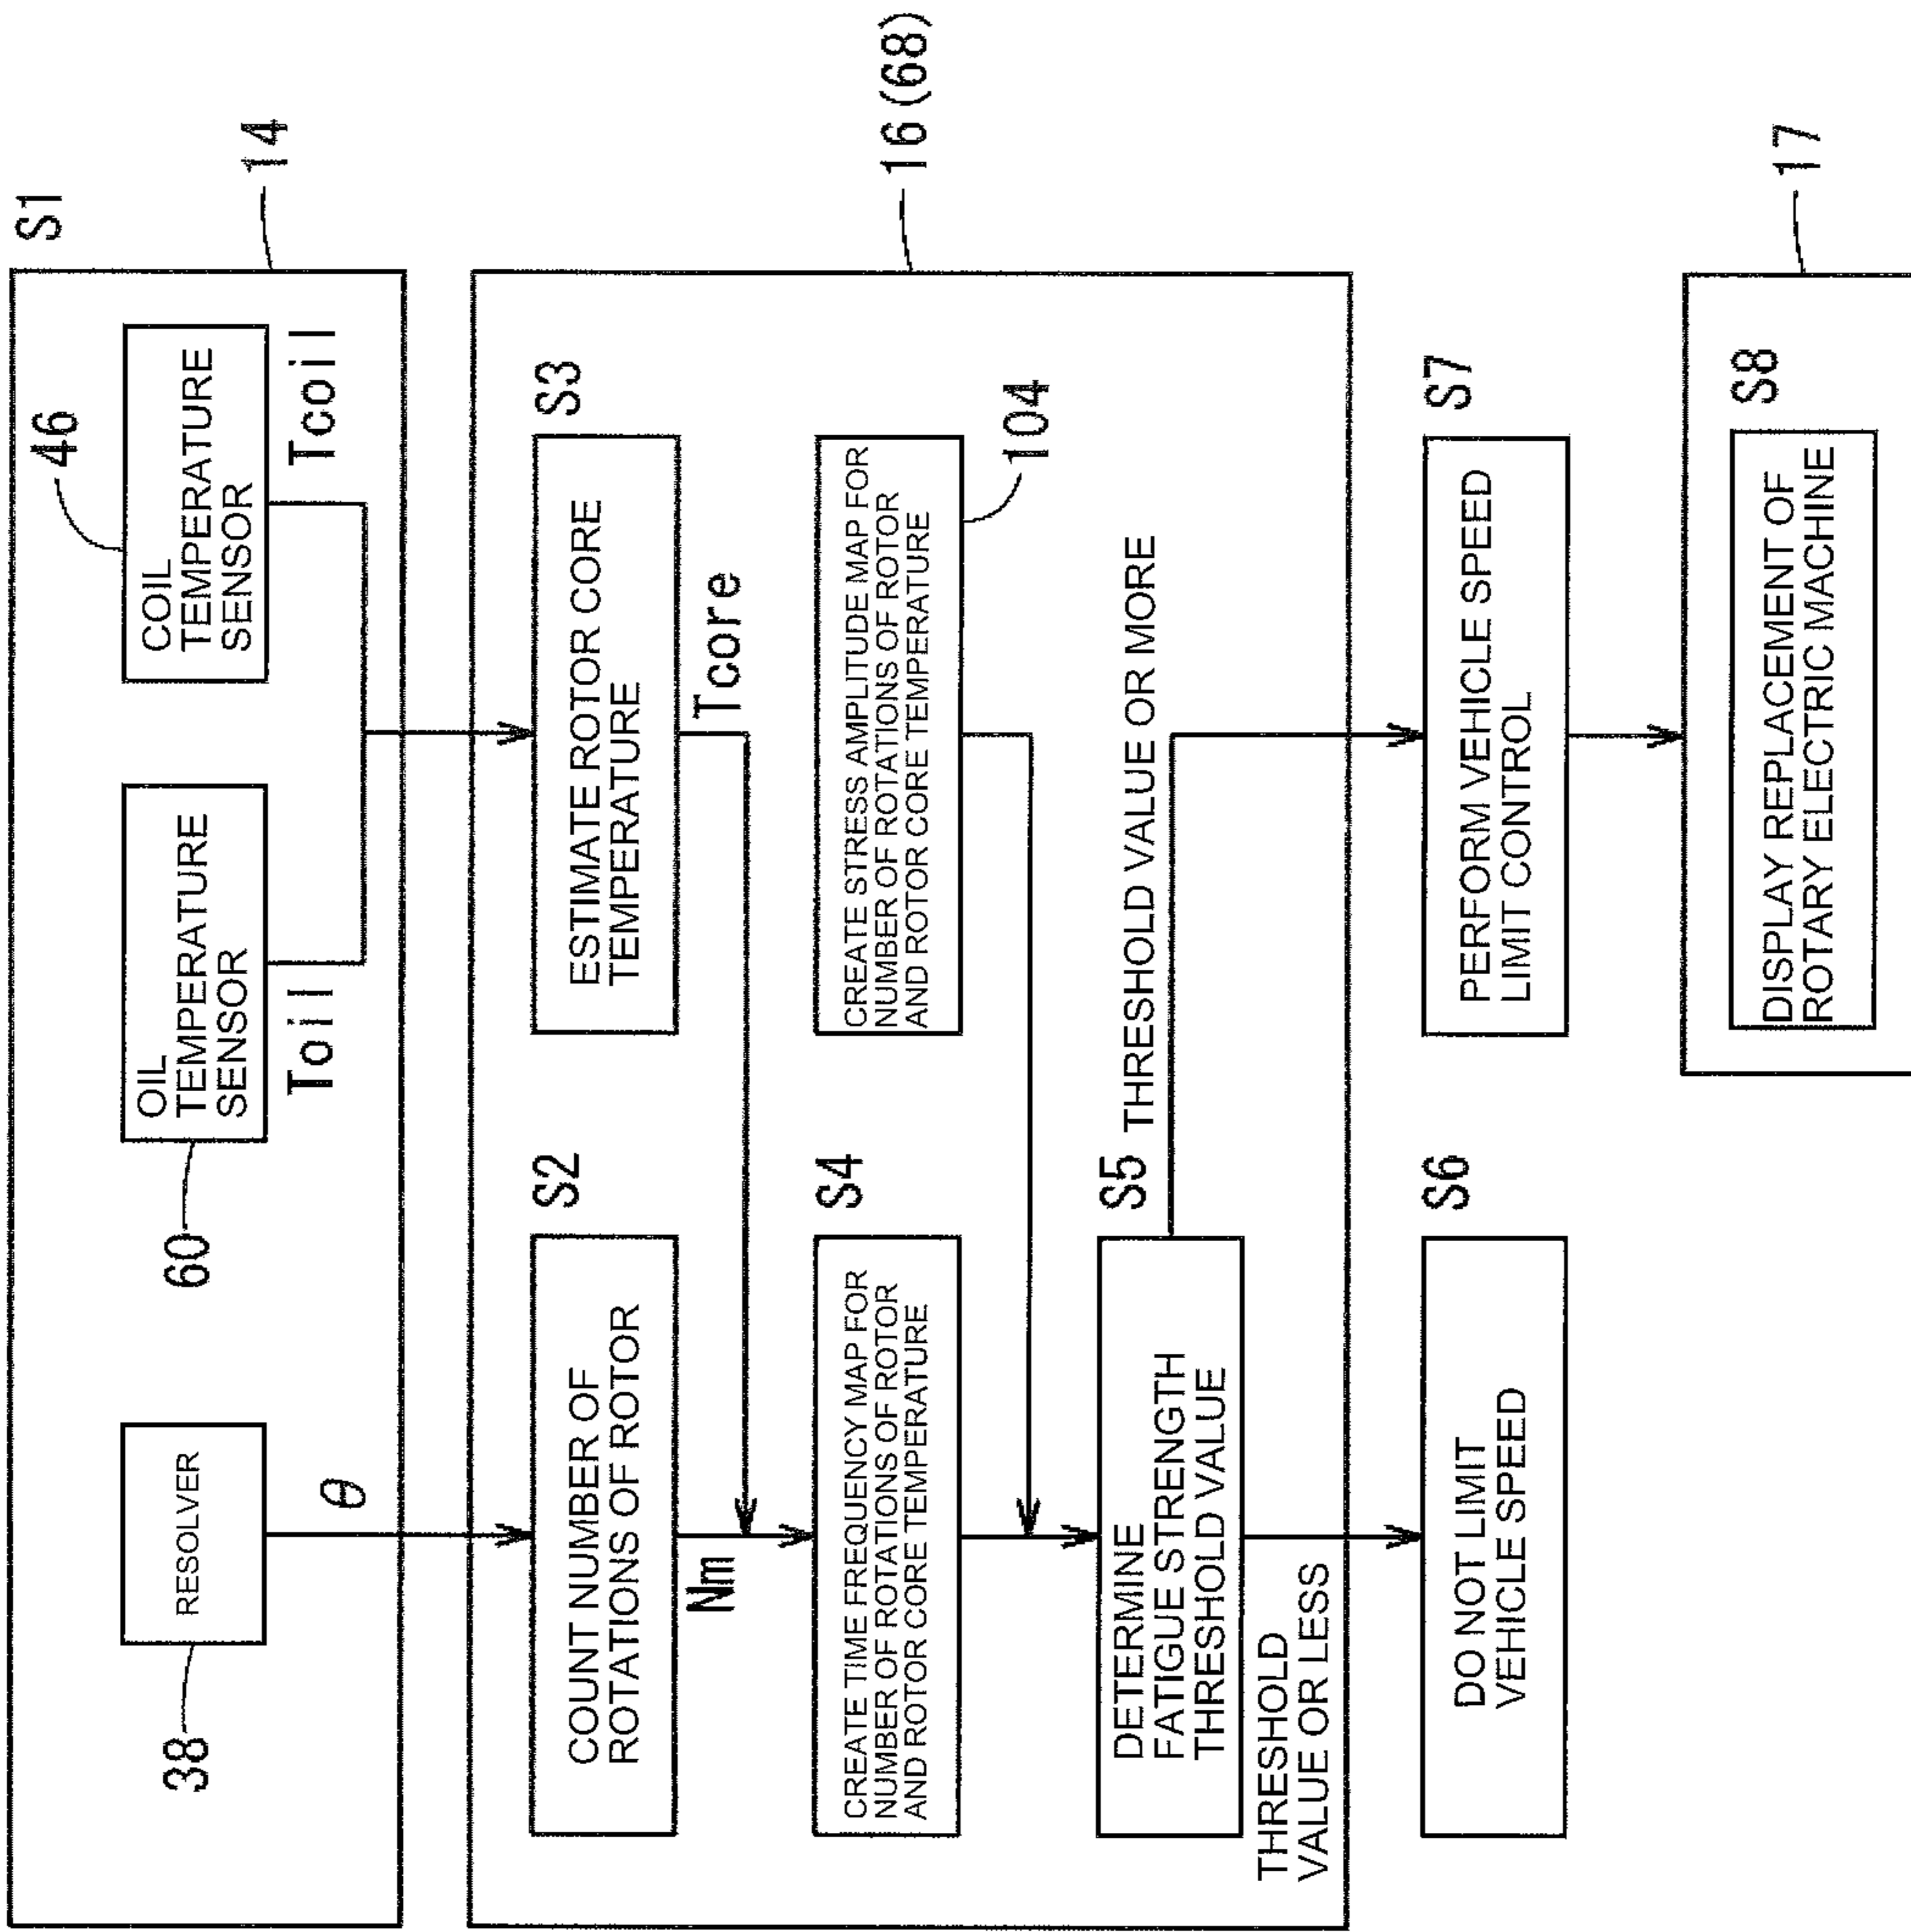 S1
14
38
RESOLVER
θ
60
OIL
TEMPERATURE
SENSOR
Toil
46
COIL
TEMPERATURE
SENSOR
Tcoil
16(68)
S2
COUNT NUMBER OF
ROTATIONS OF ROTOR
Nm
S3
ESTIMATE ROTOR CORE
TEMPERATURE
Tcore
S4
CREATE TIME FREQUENCY MAP FOR
NUMBER OF ROTATIONS OF ROTOR
AND ROTOR CORE TEMPERATURE
CREATE STRESS AMPLITUDE MAP FOR
NUMBER OF ROTATIONS OF ROTOR
AND ROTOR CORE TEMPERATURE
104
S5
DETERMINE
FATIGUE STRENGTH
THRESHOLD VALUE
THRESHOLD VALUE OR MORE
THRESHOLD
VALUE OR LESS
S6
DO NOT LIMIT
VEHICLE SPEED
S7
PERFORM VEHICLE SPEED
LIMIT CONTROL
17
S8
DISPLAY REPLACEMENT OF
ROTARY ELECTRIC MACHINE